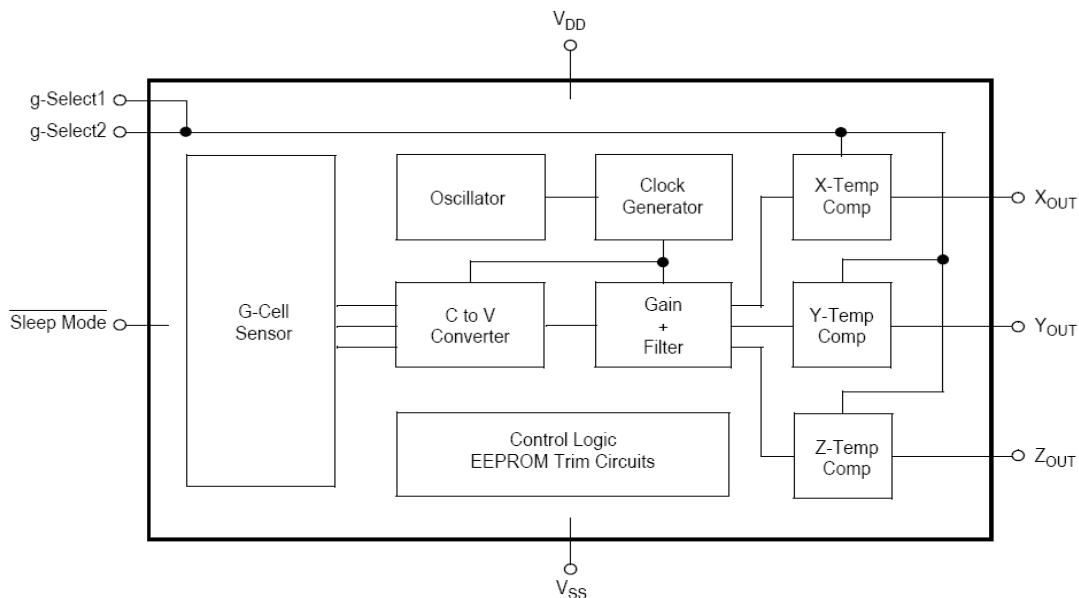 VDD
g-Select1
g-Select2
Oscillator
Clock
Generator
X-Temp
Comp
XOUT
Sleep Mode
G-Cell
Sensor
C to V
Converter
Gain
+
Filter
Y-Temp
Comp
YOUT
Control Logic
EEPROM Trim Circuits
Z-Temp
Comp
ZOUT
VSS